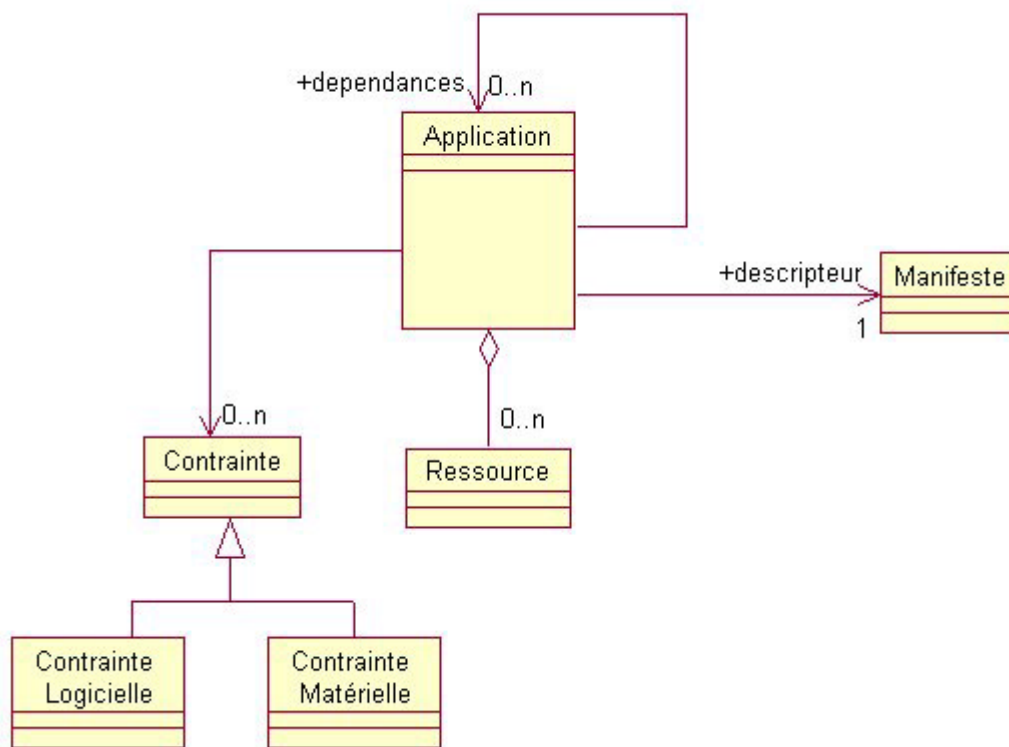 +dependances 0..n
Application
+descripteur
Manifeste
1
0..n
Contrainte
0..n
Ressource
Contrainte
Logicielle
Contrainte
Matérielle